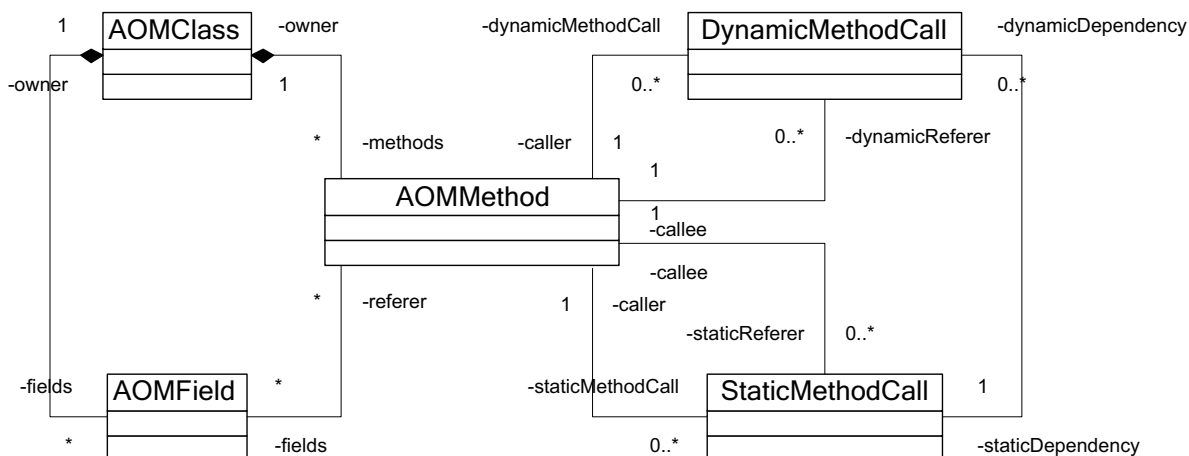 1 AOMClass -owner -dynamicMethodCall DynamicMethodCall -dynamicDependency
-owner 1 0..* 0..*
* -methods -caller 1 0..* -dynamicReferer
1
AOMMethod 1
-callee
-callee
* -referer 1 -caller
-staticReferer 0..*
-fields AOMField * -staticMethodCall StaticMethodCall 1
* -fields 0..* -staticDependency